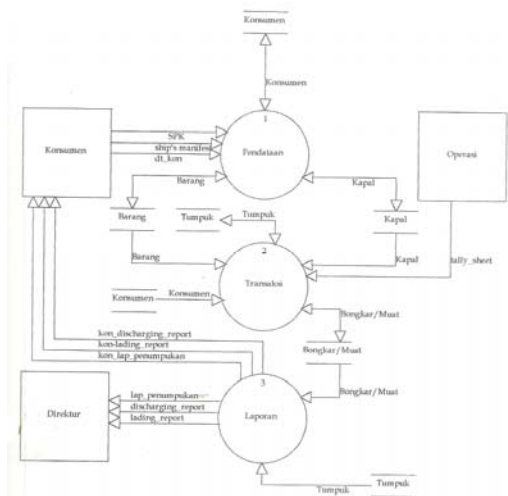 Konsumen
Konsumen
1
Pendataan
Konsumen
SPK
ship's manifest
dt_kon
Operasi
Barang
Kapal
Barang
Tumpuk
Tumpuk
Kapal
2
Transaksi
Barang
Kapal
tally_sheet
Konsumen
Konsumen
Bongkar/Muat
Bongkar/Muat
kon_discharging_report
kon-lading_report
kon_lap_penumpukan
3
Laporan
Bongkar/Muat
Direktur
lap_penumpukan
discharging_report
lading_report
Tumpuk
Tumpuk